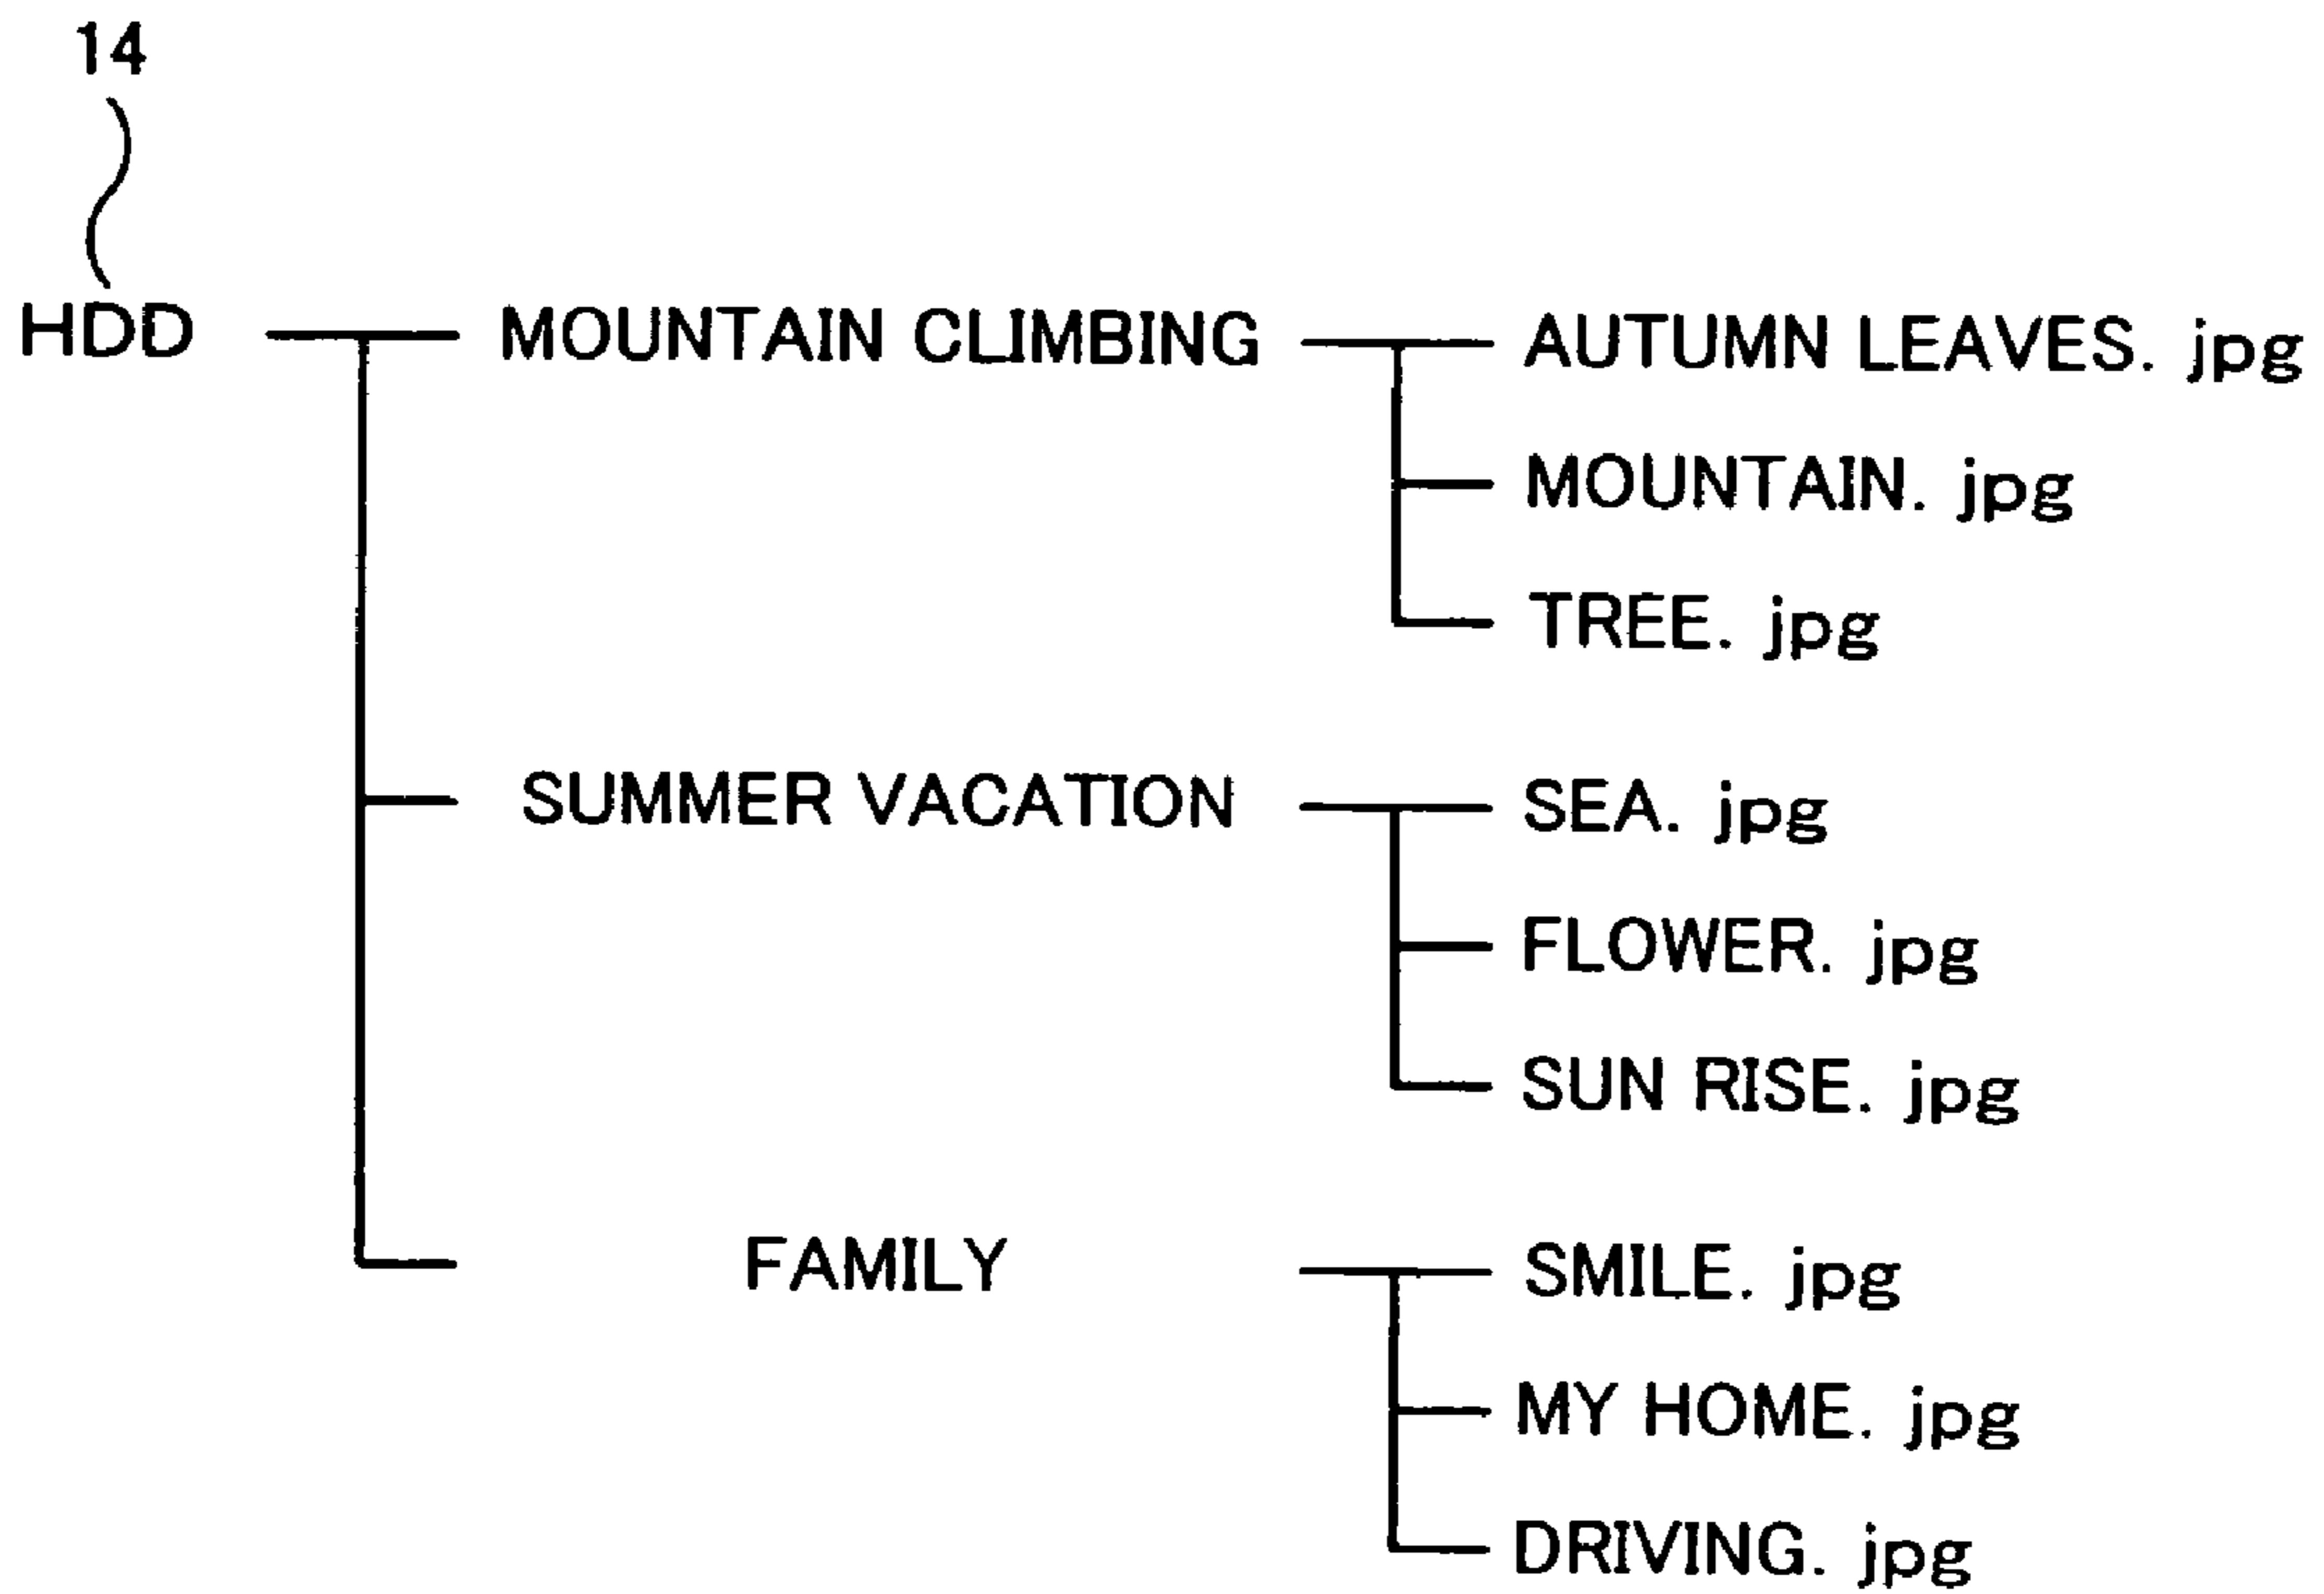 14
HDD MOUNTAIN CLIMBING AUTUMN LEAVES. jpg
MOUNTAIN. jpg
TREE. jpg
SUMMER VACATION SEA. jpg
FLOWER. jpg
SUN RISE. jpg
FAMILY SMILE. jpg
MY HOME. jpg
DRIVING. jpg